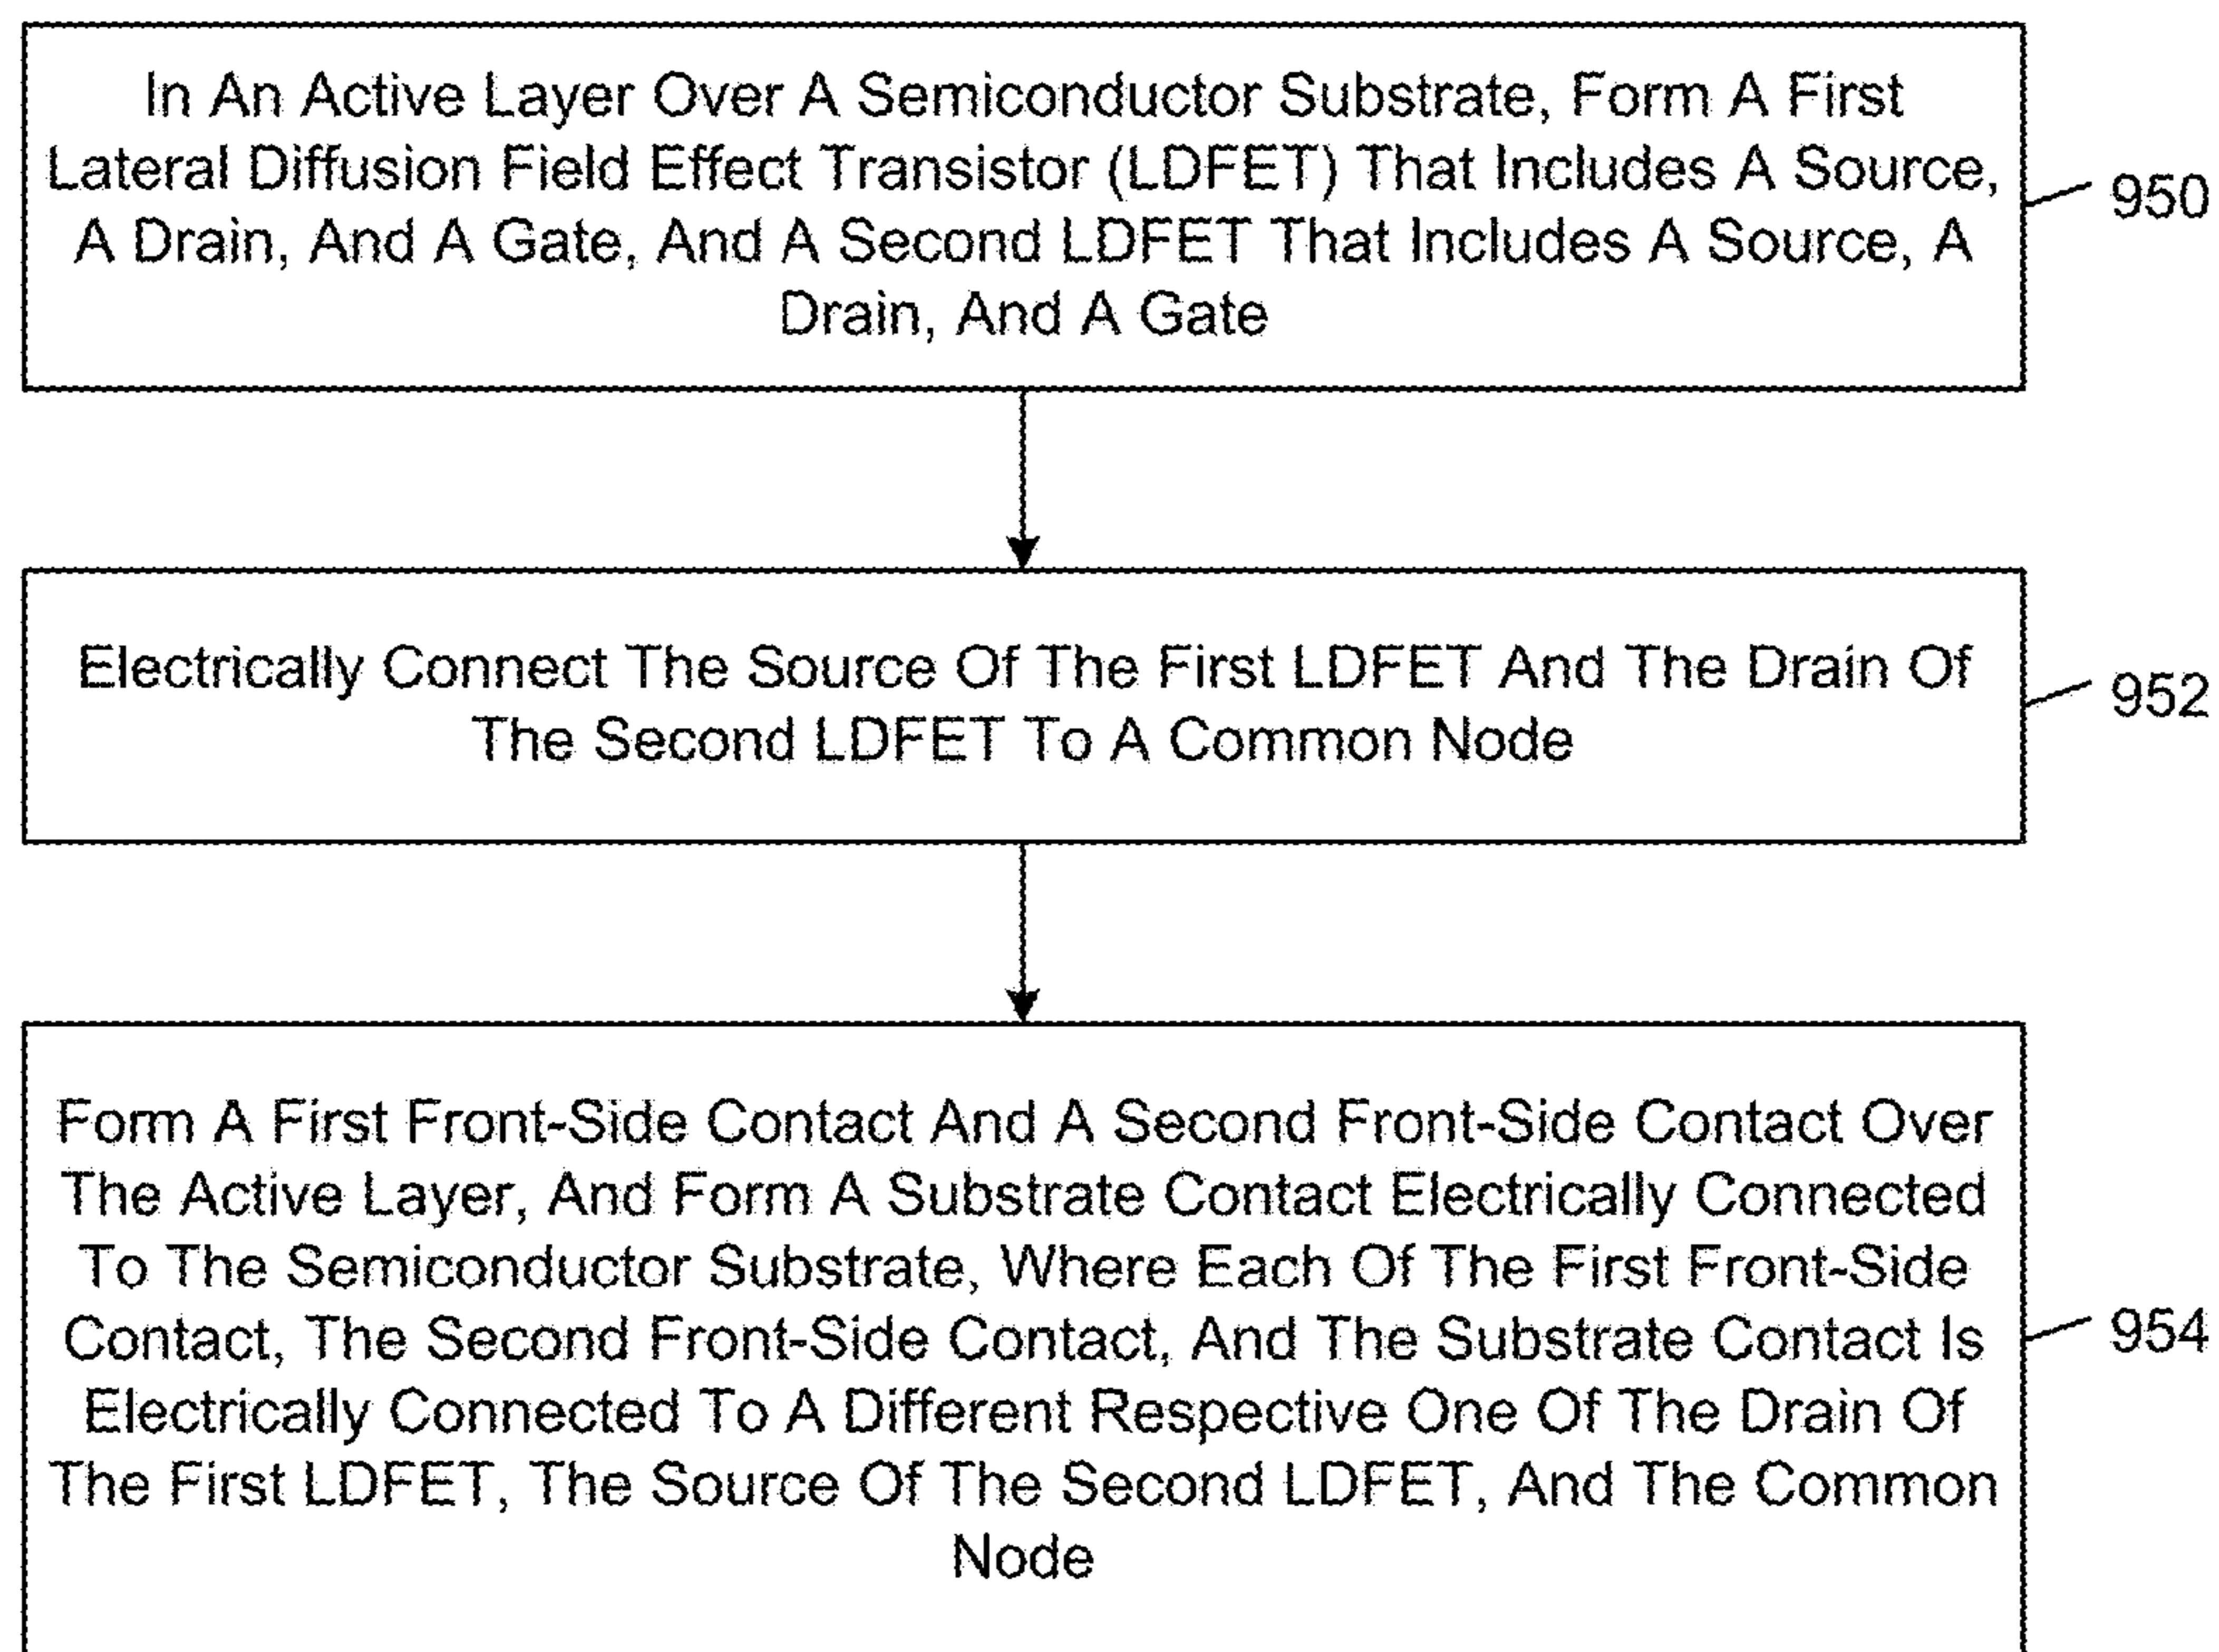 In An Active Layer Over A Semiconductor Substrate, Form A First
Lateral Diffusion Field Effect Transistor (LDFET) That Includes A Source,
A Drain, And A Gate, And A Second LDFET That Includes A Source, A
Drain, And A Gate
950
Electrically Connect The Source Of The First LDFET And The Drain Of
The Second LDFET To A Common Node
952
Form A First Front-Side Contact And A Second Front-Side Contact Over
The Active Layer, And Form A Substrate Contact Electrically Connected
To The Semiconductor Substrate, Where Each Of The First Front-Side
Contact, The Second Front-Side Contact, And The Substrate Contact Is
Electrically Connected To A Different Respective One Of The Drain Of
The First LDFET, The Source Of The Second LDFET, And The Common
Node
954